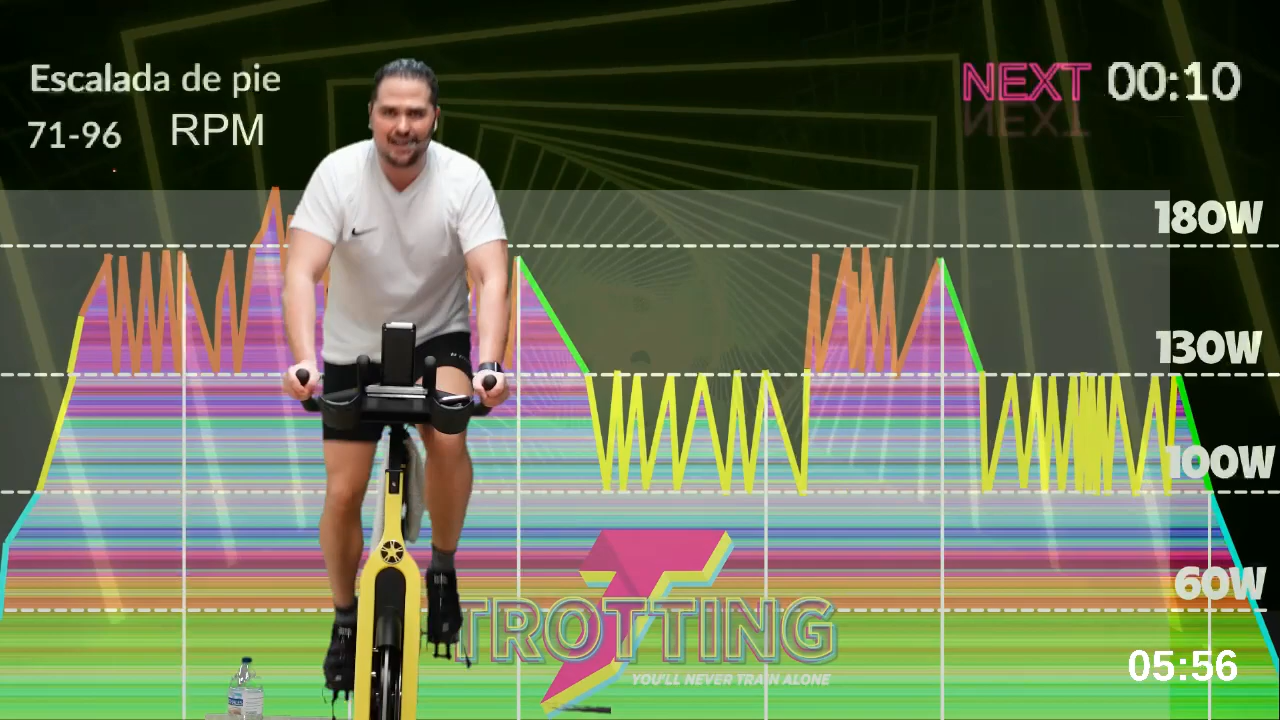 Escalada de pie
71-96 RPM
NEXT 00:10
NEXT
180W
130W
100W
60W
TROTTING
YOU'LL NEVER TRAIN ALONE
05:56